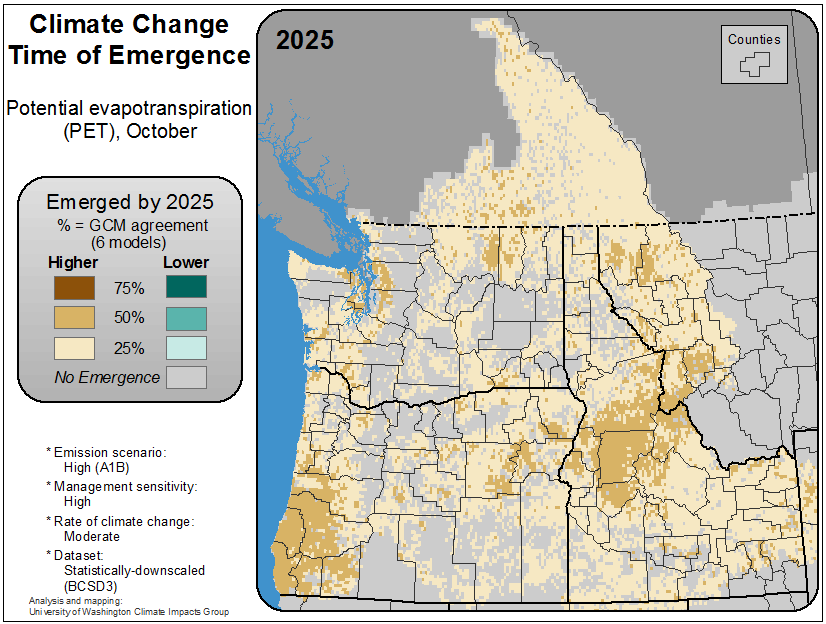 Climate Change
Time of Emergence
Potential evapotranspiration
(PET), October
Emerged by 2025
% = GCM agreement
(6 models)
Higher Lower
75%
50%
25%
No Emergence
* Emission scenario:
High (A1B)
* Management sensitivity:
High
* Rate of climate change:
Moderate
* Dataset:
Statistically-downscaled
(BCSD3)
Analysis and mapping:
University of Washington Climate Impacts Group
2025
Counties